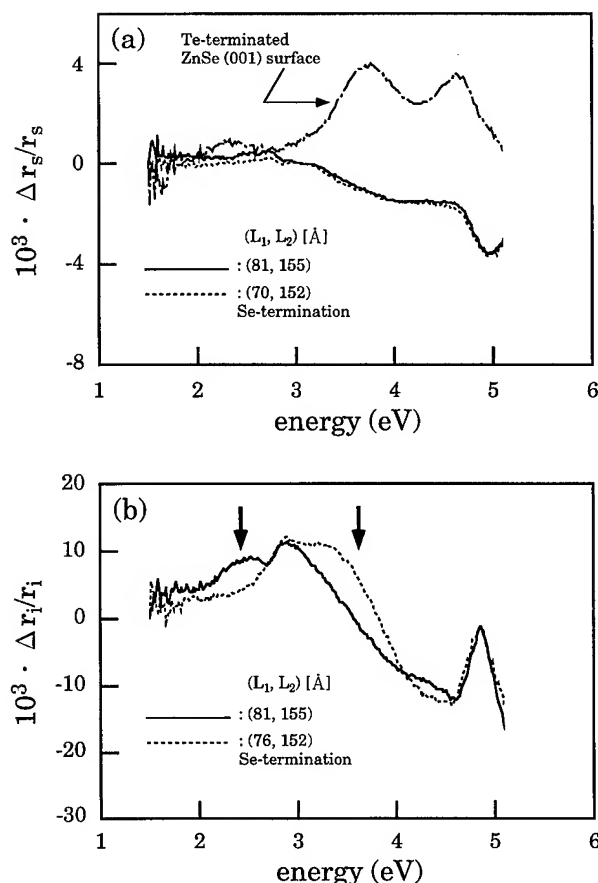 (a)
Te-terminated
ZnSe (001) surface
4
0
-4
-8
10³ · Δrₛ/rₛ
(L₁, L₂) [Å]
: (81, 155)
: (70, 152)
Se-termination
1 2 3 4 5 6
energy (eV)
(b)
20
10
0
-10
-20
-30
10³ · Δrᵢ/rᵢ
(L₁, L₂) [Å]
: (81, 155)
: (76, 152)
Se-termination
1 2 3 4 5 6
energy (eV)